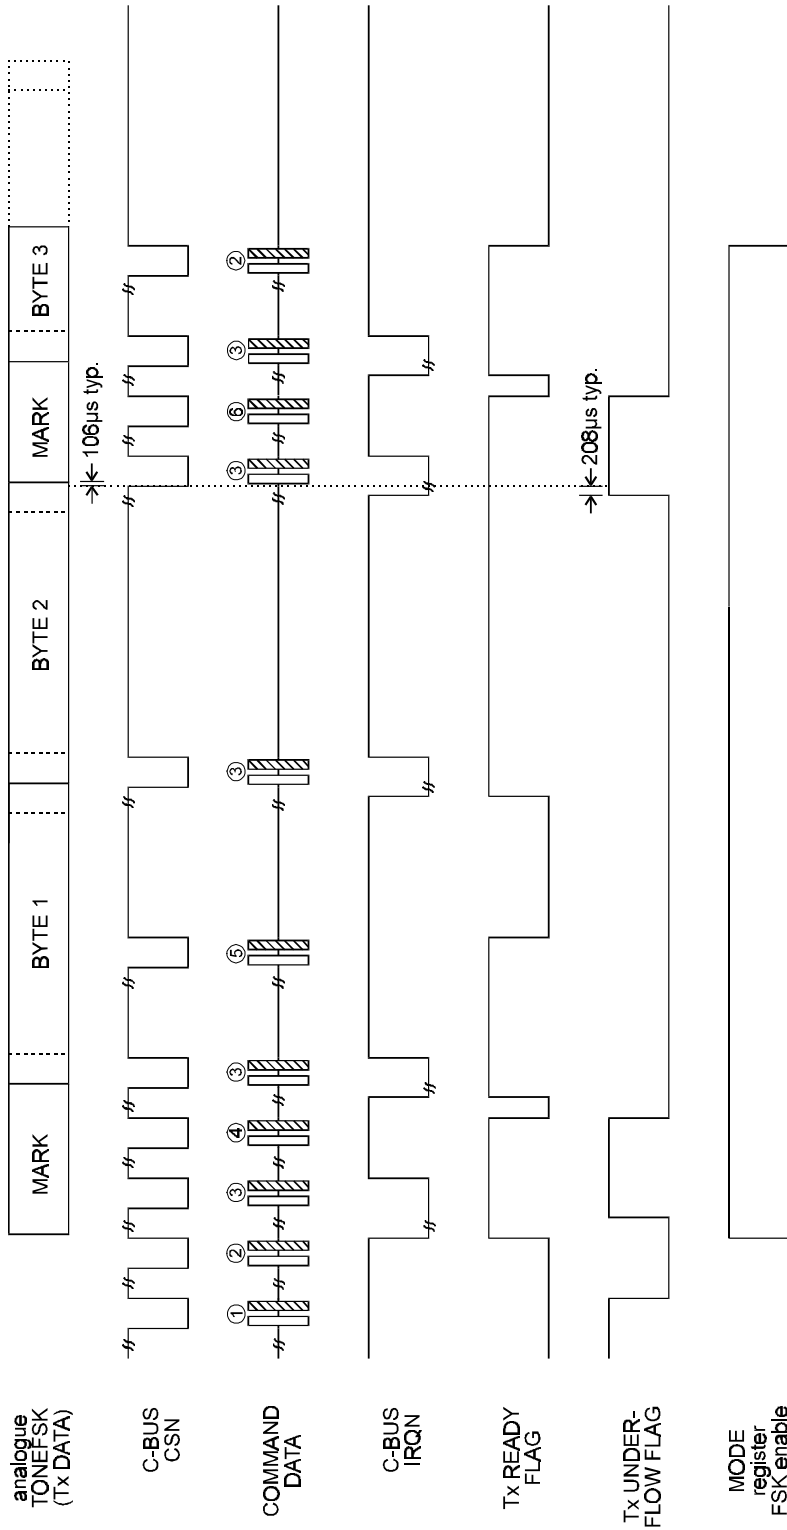 analogue
TONEFSK
(Tx DATA)
MARK
BYTE 1
BYTE 2
MARK
BYTE 3
106µs typ.
C-BUS
CSN
COMMAND
DATA
①
②
③
④
③
⑤
③
③
⑥
③
②
C-BUS
IRQN
Tx READY
FLAG
Tx UNDER-
FLOW FLAG
208µs typ.
MODE
register
FSK enable